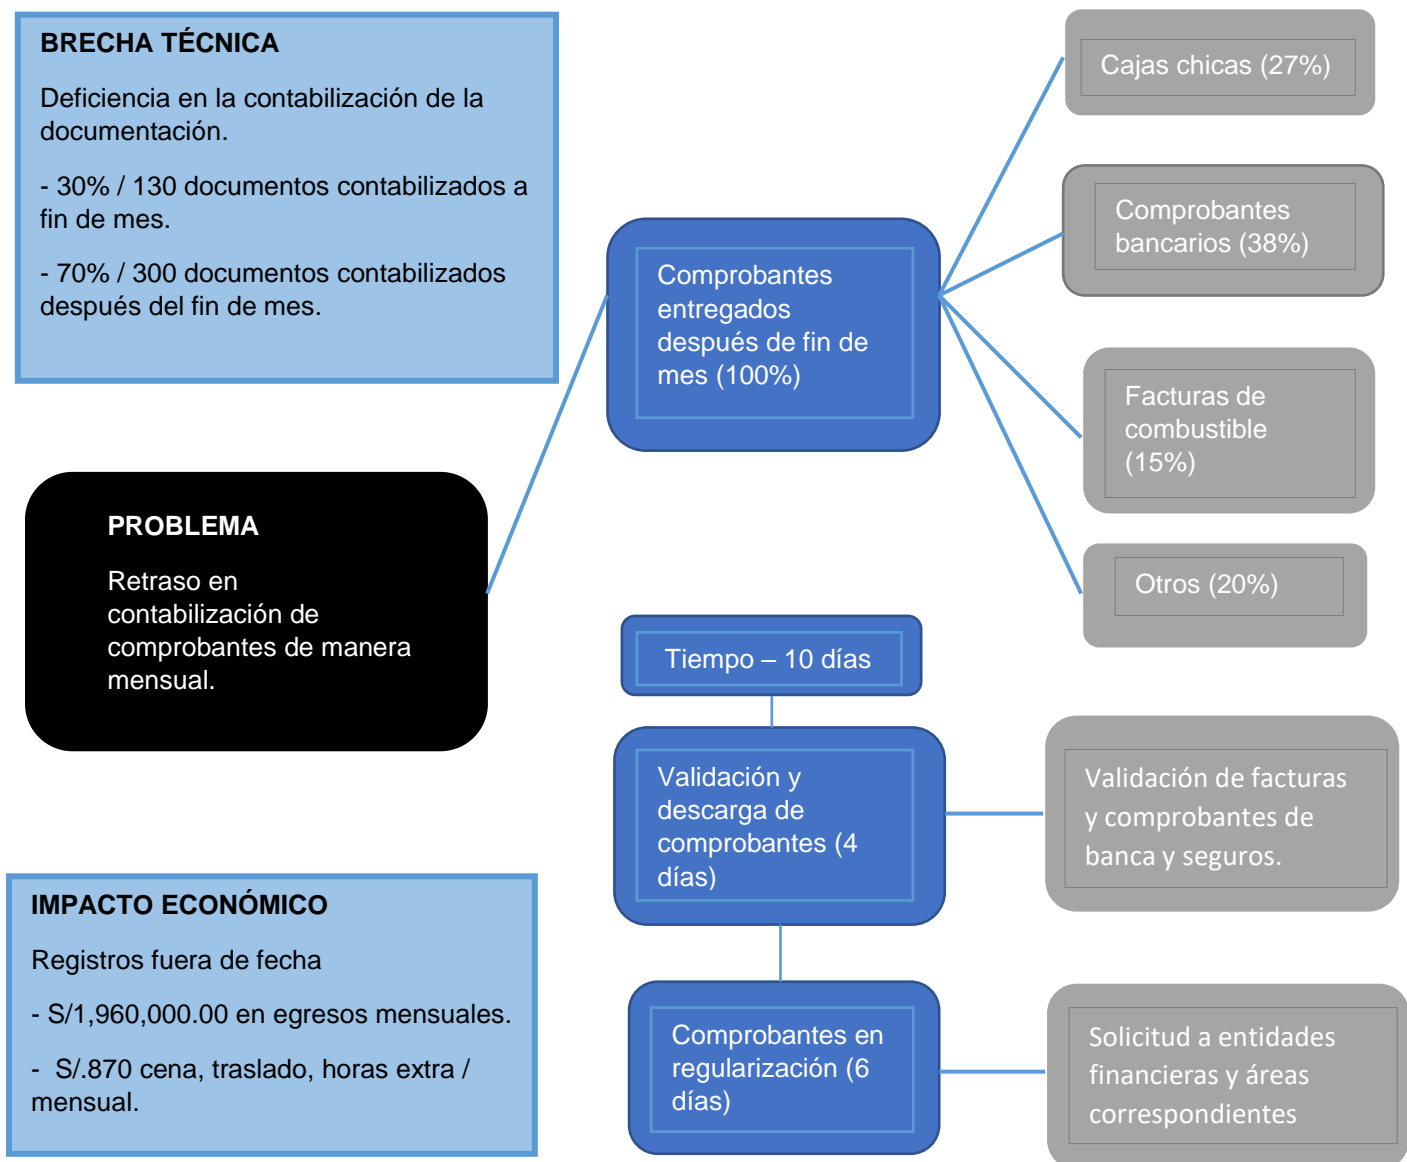 BRECHA TÉCNICA
Deficiencia en la contabilización de la
documentación.
- 30% / 130 documentos contabilizados a
fin de mes.
- 70% / 300 documentos contabilizados
después del fin de mes.
PROBLEMA
Retraso en
contabilización de
comprobantes de manera
mensual.
IMPACTO ECONÓMICO
Registros fuera de fecha
- S/1,960,000.00 en egresos mensuales.
- S/.870 cena, traslado, horas extra /
mensual.
Comprobantes
entregados
después de fin de
mes (100%)
Cajas chicas (27%)
Comprobantes
bancarios (38%)
Facturas de
combustible
(15%)
Otros (20%)
Tiempo – 10 días
Validación y
descarga de
comprobantes (4
días)
Validación de facturas
y comprobantes de
banca y seguros.
Comprobantes en
regularización (6
días)
Solicitud a entidades
financieras y áreas
correspondientes